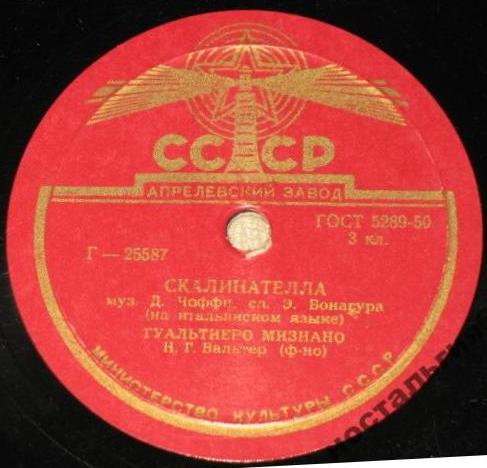 СССР
АПРЕЛЕВСКИЙ ЗАВОД
ГОСТ 5289-50
3 кл.
Г — 25587
СКАЛИНАТЕЛЛА
муз. Д. Чоффи, сл. Э. Бонагура
(на итальянском языке)
ГУАЛЬТИЕРО МИЗИАНО
Н. Г. Вальтер (ф-но)
МИНИСТЕРСТВО КУЛЬТУРЫ СССР